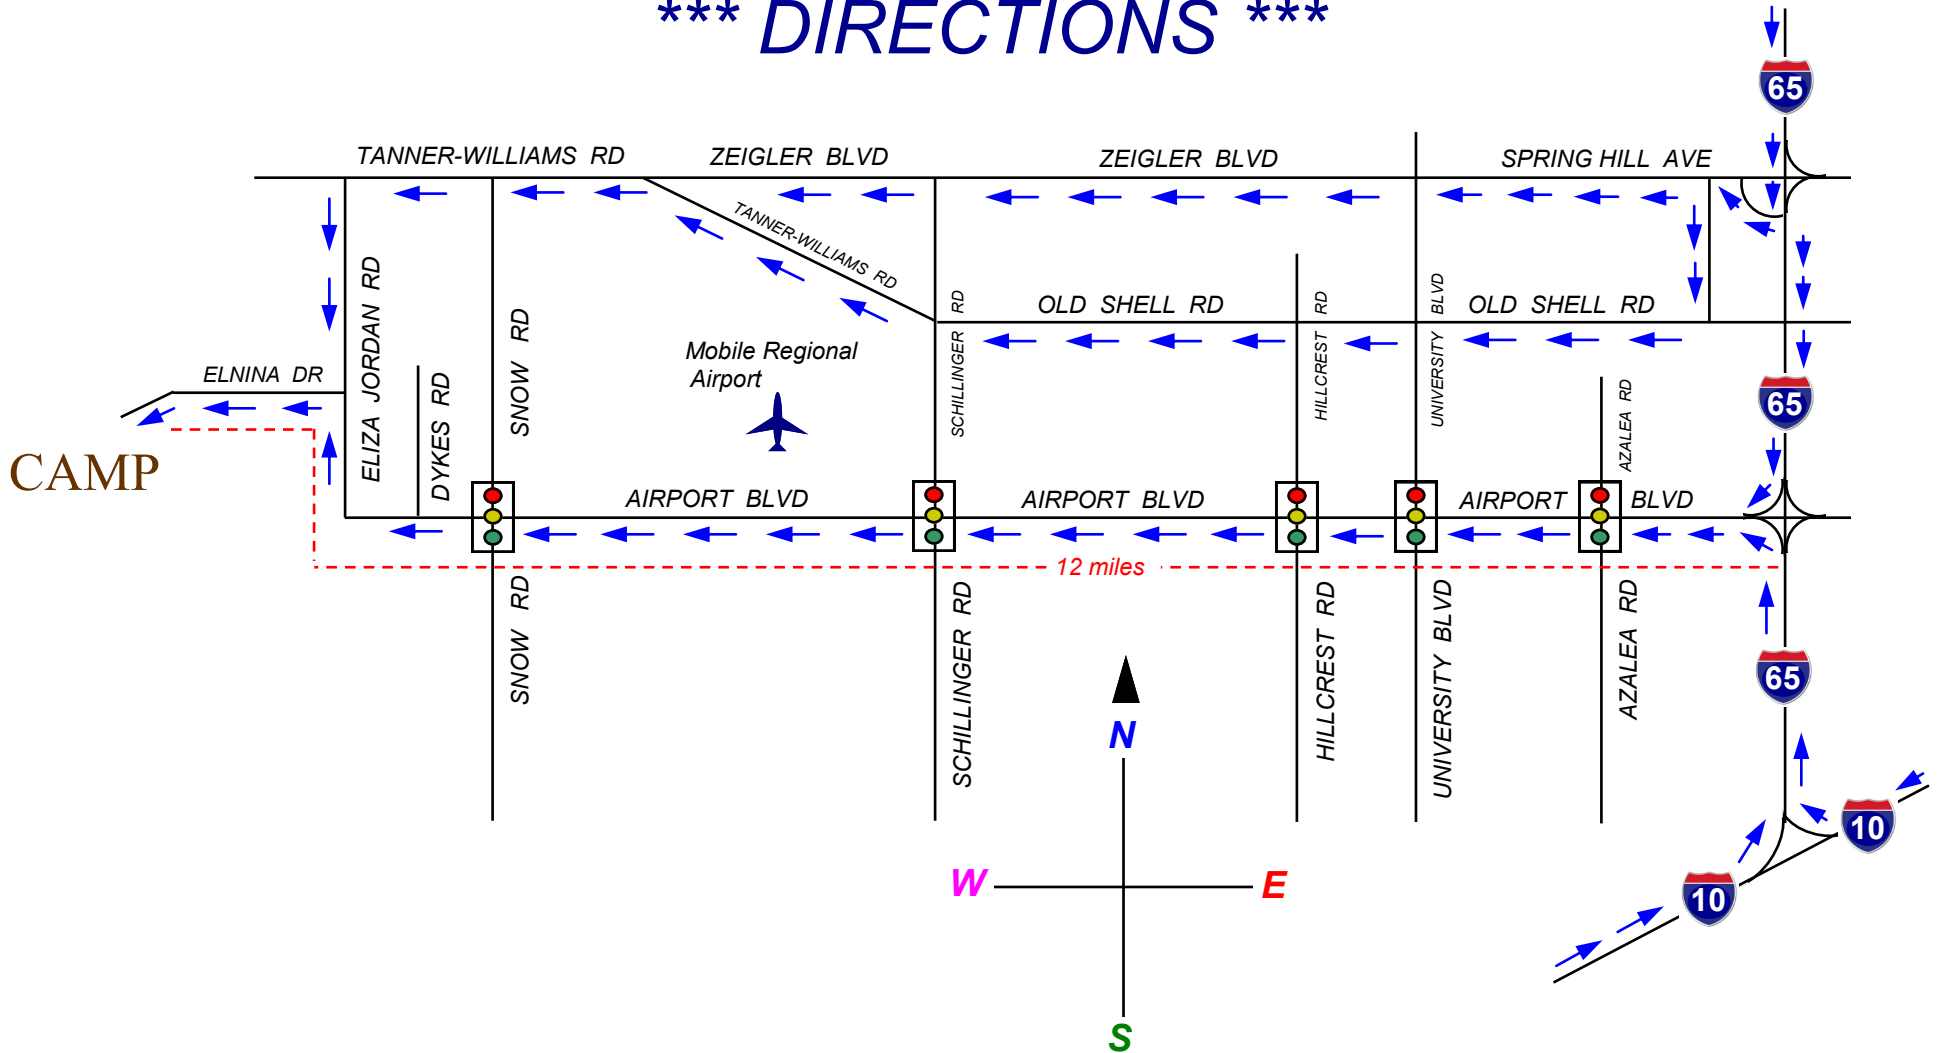 *** DIRECTIONS ***
65
TANNER-WILLIAMS RD
ZEIGLER BLVD
ZEIGLER BLVD
SPRING HILL AVE
TANNER-WILLIAMS RD
ELIZA JORDAN RD
SNOW RD
SCHILLINGER RD
OLD SHELL RD
HILLCREST RD
UNIVERSITY BLVD
OLD SHELL RD
Mobile Regional
Airport
ELNINA DR
DYKES RD
AZALEA RD
65
CAMP
AIRPORT BLVD
AIRPORT BLVD
AIRPORT BLVD
12 miles
SNOW RD
SCHILLINGER RD
HILLCREST RD
UNIVERSITY BLVD
AZALEA RD
65
N
W
E
S
10
10